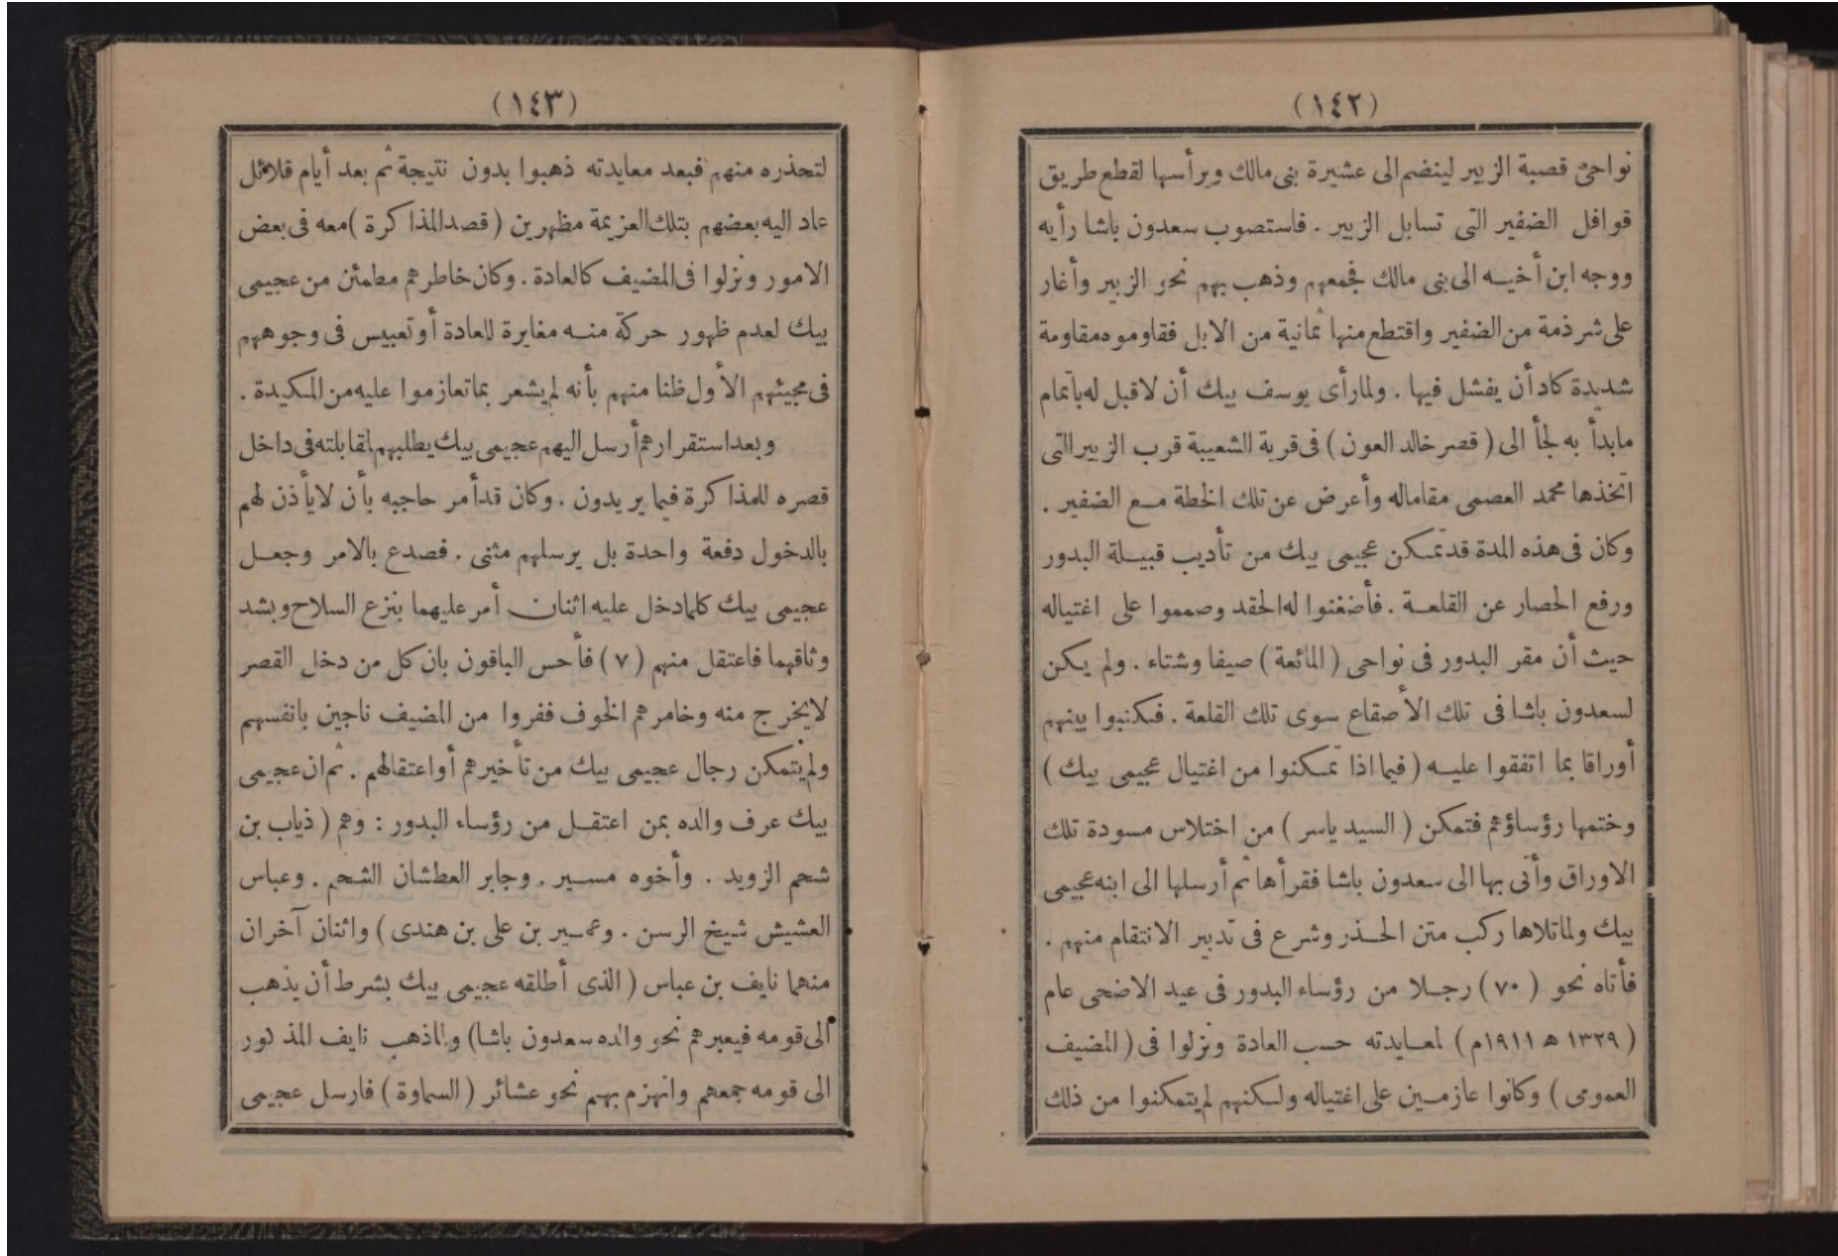 (١٤٢)
نواحى قصبة الزبير لينضم الى عشيرة بنى مالك ويرأسها لقطع طريق
قوافل الضفير التى تسابل الزبير . فاستصوب سعدون باشا رأيه
ووجه ابن أخيه الى بنى مالك فجمعهم وذهب بهم نحو الزبير وأغار
على شرذمة من الضفير واقتطع منها ثمانية من الابل فقاوموه مقاومة
شديدة كاد أن يفشل فيها . ولما رأى يوسف بيك أن لا قبل له باتمام
ما بدأ به لجأ الى ( قصر خالد العون ) فى قرية الشعيبة قرب الزبير التى
اتخذها محمد العصمى مقاما له وأعرض عن تلك الخطة مع الضفير .
وكان فى هذه المدة قد تمكن عجيمى بيك من تأديب قبيلة البدور
ورفع الحصار عن القلعة . فأضغنوا له الحقد وصمموا على اغتياله
حيث أن مقر البدور فى نواحى ( المائعة ) صيفا وشتاء . ولم يكن
لسعدون باشا فى تلك الأصقاع سوى تلك القلعة . فكتبوا بينهم
أوراقا بما اتفقوا عليه ( فيما اذا تمكنوا من اغتيال عجيمى بيك )
وختمها رؤساؤهم فتمكن ( السيد ياسر ) من اختلاس مسودة تلك
الاوراق وأتى بها الى سعدون باشا فقرأها ثم أرسلها الى ابنه عجيمى
بيك ولما تلاها ركب متن الحذر وشرع فى تدبير الانتقام منهم .
فأتاه نحو ( ٧٠ ) رجلا من رؤساء البدور فى عيد الاضحى عام
( ١٣٢٩ ه ١٩١١م ) لمعايدته حسب العادة ونزلوا فى ( المضيف
العمومى ) وكانوا عازمين على اغتياله ولكنهم لم يتمكنوا من ذلك
(١٤٣)
لتحذره منهم فبعد معايدته ذهبوا بدون نتيجة ثم بعد أيام قلائل
عاد اليه بعضهم بتلك العزيمة مظهرين ( قصد المذاكرة ) معه فى بعض
الامور ونزلوا فى المضيف كالعادة . وكان خاطرهم مطمئن من عجيمى
بيك لعدم ظهور حركة منه مغايرة للعادة أو تعبيس فى وجوههم
فى مجيئهم الأول ظنا منهم بأنه لم يشعر بما تعازموا عليه من المكيدة .
وبعد استقرارهم أرسل اليهم عجيمى بيك يطلبهم لمقابلته فى داخل
قصره للمذاكرة فيما يريدون . وكان قد أمر حاجبه بأن لا يأذن لهم
بالدخول دفعة واحدة بل يرسلهم مثنى . فصدع بالامر وجعل
عجيمى بيك كلما دخل عليه اثنان أمر عليهما بنزع السلاح وبشد
وثاقهما فاعتقل منهم ( ٧ ) فأحس الباقون بان كل من دخل القصر
لا يخرج منه وخامرهم الخوف ففروا من المضيف ناجين بانفسهم
ولم يتمكن رجال عجيمى بيك من تأخيرهم أو اعتقالهم . ثم ان عجيمى
بيك عرف والده بمن اعتقل من رؤساء البدور : وهم ( ذياب بن
شحم الزويد . وأخوه مسير . وجابر العطشان الشحم . وعباس
العشيش شيخ الرسن . وعمير بن على بن هندى ) واثنان آخران
منهما نايف بن عباس ( الذى أطلقه عجيمى بيك بشرط أن يذهب
الى قومه فيعبرهم نحو والده سعدون باشا) ولما ذهب نايف المذكور
الى قومه جمعهم وانهزم بهم نحو عشائر ( السماوة ) فارسل عجيمى